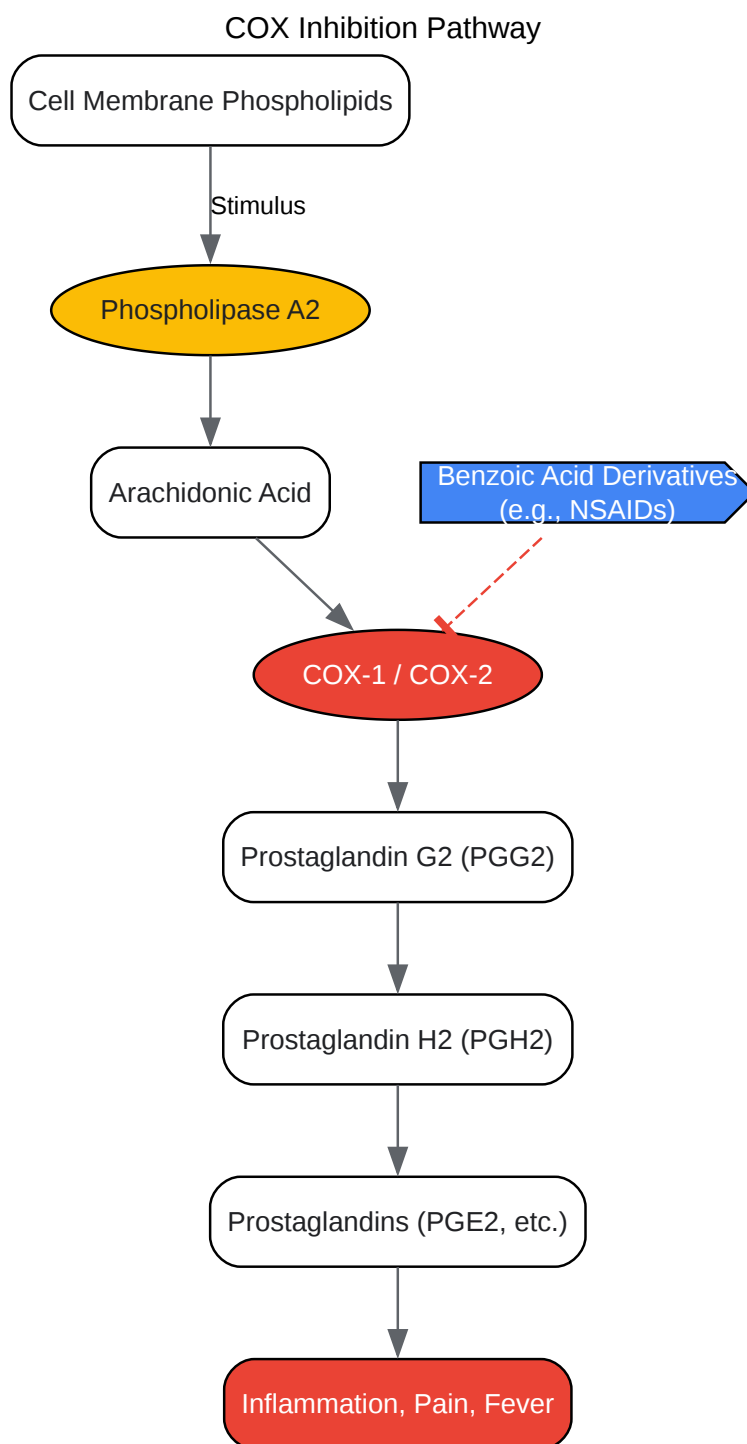 COX Inhibition Pathway
Cell Membrane Phospholipids
Stimulus
Phospholipase A2
Arachidonic Acid
Benzoic Acid Derivatives
(e.g., NSAIDs)
COX-1 / COX-2
Prostaglandin G2 (PGG2)
Prostaglandin H2 (PGH2)
Prostaglandins (PGE2, etc.)
Inflammation, Pain, Fever